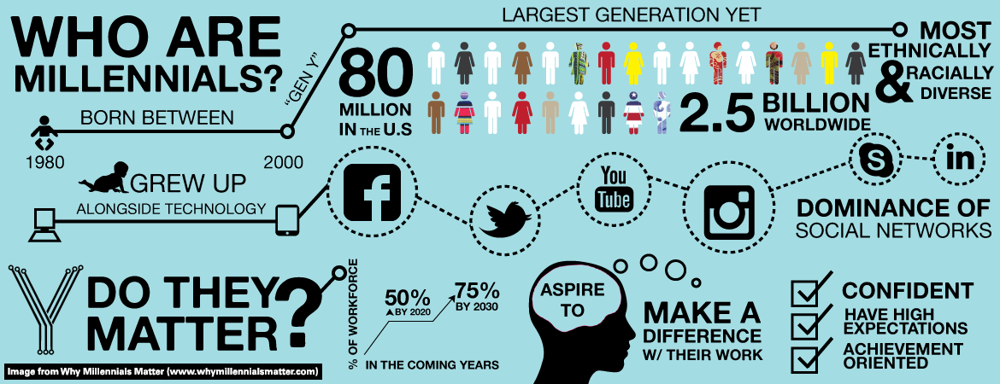 WHO ARE
MILLENNIALS?
BORN BETWEEN
1980
2000
"GEN Y"
LARGEST GENERATION YET
80
MILLION
IN THE U.S
2.5 BILLION
WORLDWIDE
MOST
ETHNICALLY
& RACIALLY
DIVERSE
GREW UP
ALONGSIDE TECHNOLOGY
f
You
Tube
S
in
DOMINANCE OF
SOCIAL NETWORKS
Y DO THEY
MATTER?
% OF WORKFORCE
50%
BY 2020
75%
BY 2030
IN THE COMING YEARS
ASPIRE
TO
MAKE A
DIFFERENCE
W/ THEIR WORK
CONFIDENT
HAVE HIGH
EXPECTATIONS
ACHIEVEMENT
ORIENTED
Image from Why Millennials Matter (www.whymillennialsmatter.com)